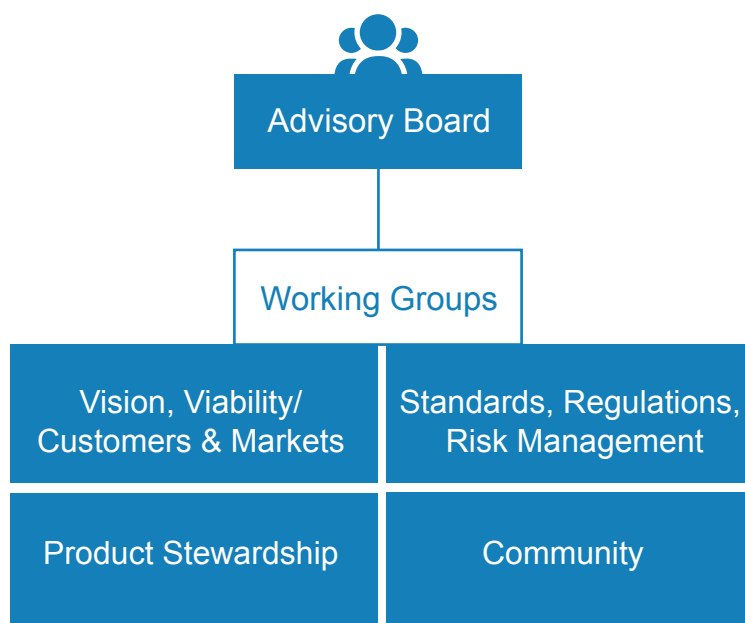 Advisory Board
Working Groups
Vision, Viability/
Customers & Markets
Standards, Regulations,
Risk Management
Product Stewardship
Community